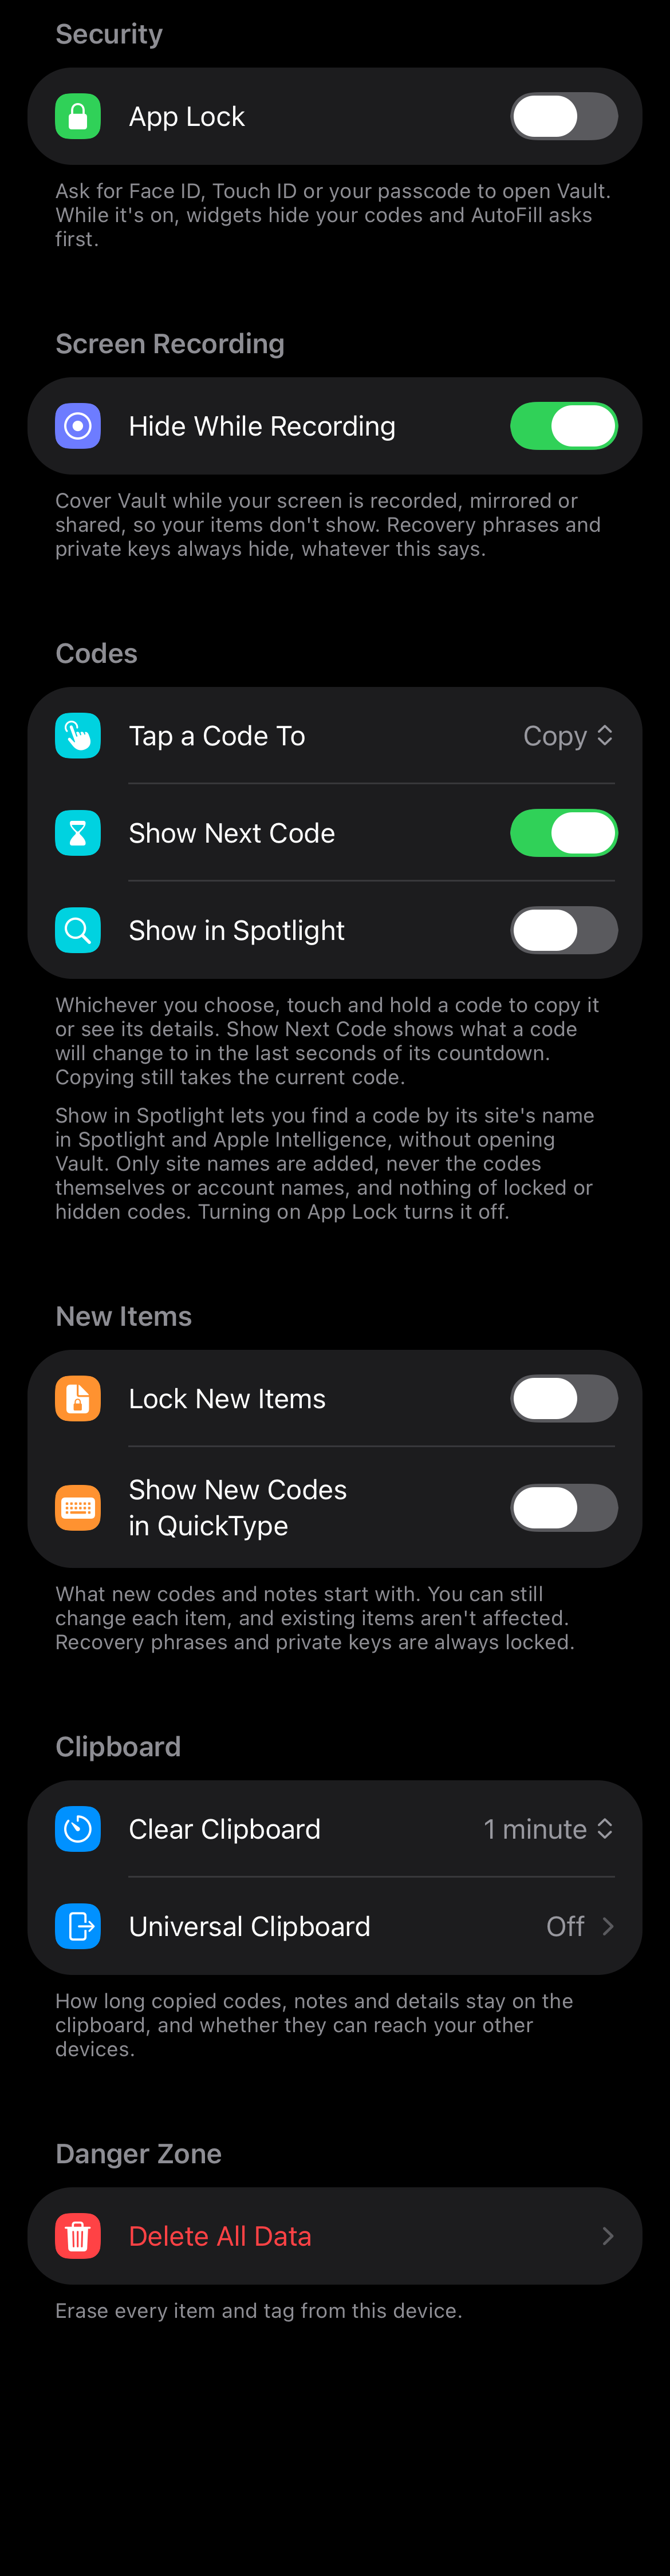 Security
App Lock
Ask for Face ID, Touch ID or your passcode to open Vault.
While it's on, widgets hide your codes and AutoFill asks
first.
Screen Recording
Hide While Recording
Cover Vault while your screen is recorded, mirrored or
shared, so your items don't show. Recovery phrases and
private keys always hide, whatever this says.
Codes
Tap a Code To Copy
Show Next Code
Show in Spotlight
Whichever you choose, touch and hold a code to copy it
or see its details. Show Next Code shows what a code
will change to in the last seconds of its countdown.
Copying still takes the current code.
Show in Spotlight lets you find a code by its site's name
in Spotlight and Apple Intelligence, without opening
Vault. Only site names are added, never the codes
themselves or account names, and nothing of locked or
hidden codes. Turning on App Lock turns it off.
New Items
Lock New Items
Show New Codes
in QuickType
What new codes and notes start with. You can still
change each item, and existing items aren't affected.
Recovery phrases and private keys are always locked.
Clipboard
Clear Clipboard 1 minute
Universal Clipboard Off
How long copied codes, notes and details stay on the
clipboard, and whether they can reach your other
devices.
Danger Zone
Delete All Data
Erase every item and tag from this device.